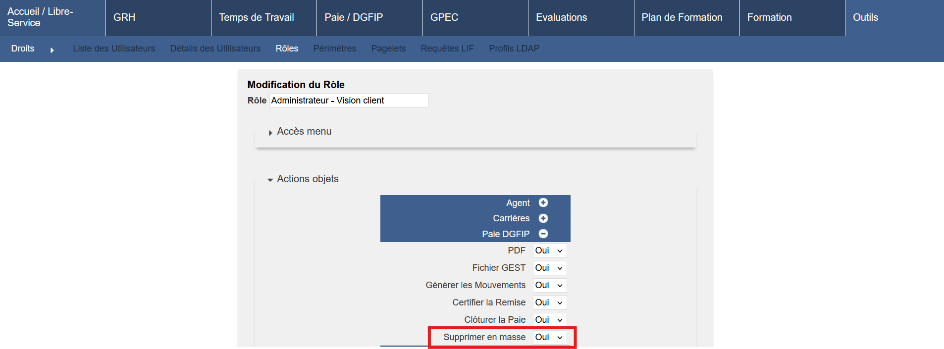 Accueil / Libre-Service
GRH
Temps de Travail
Paie / DGFIP
GPEC
Evaluations
Plan de Formation
Formation
Outils
Droits
Liste des Utilisateurs
Détails des Utilisateurs
Rôles
Périmètres
Pagelets
Requêtes LIF
Profils LDAP
Modification du Rôle
Rôle Administrateur - Vision client
Accès menu
Actions objets
Agent
Carrières
Paie DGFIP
PDF Oui
Fichier GEST Oui
Générer les Mouvements Oui
Certifier la Remise Oui
Clôturer la Paie Oui
Supprimer en masse Oui